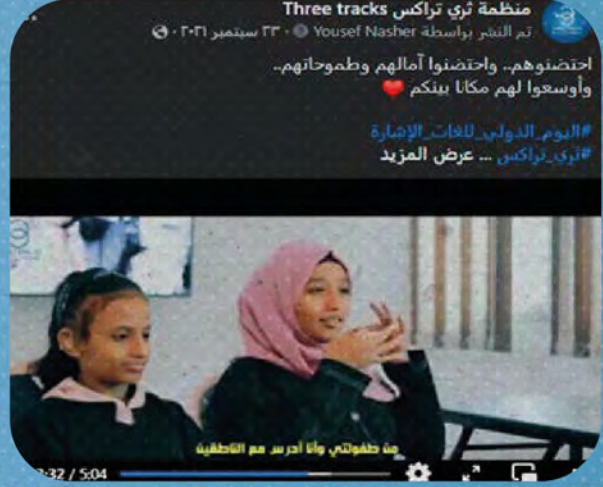 منظمة ثري تراكس Three tracks
تم النشر بواسطة Yousef Nasher · ٢٣ سبتمبر ٢٠٢١ ·
احتضنوهم.. واحتضنوا آمالهم وطموحاتهم..
وأوسعوا لهم مكانا بينكم ❤️
#اليوم_الدولي_للغات_الإشارة
#ثري_تراكس ... عرض المزيد
من طفولتي وأنا أدرس مع الناطقين
3:32 / 5:04